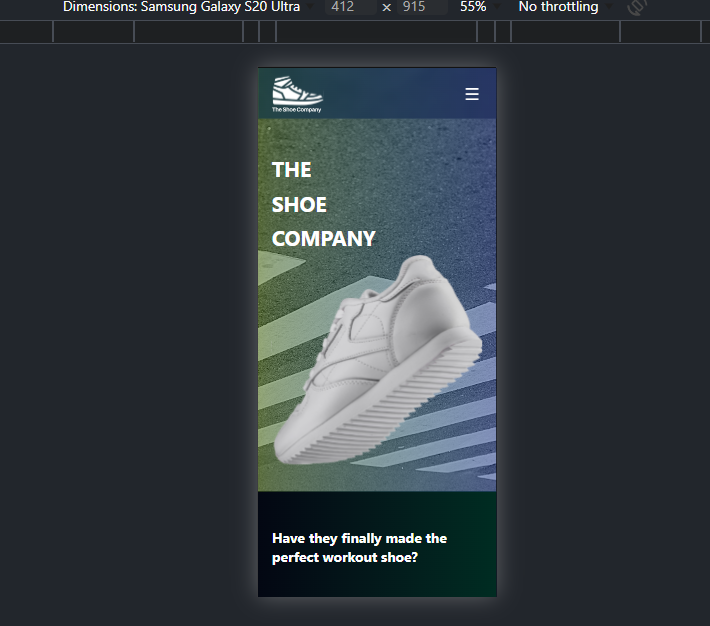 Dimensions: Samsung Galaxy S20 Ultra 412 × 915 55% No throttling
The Shoe Company
THE
SHOE
COMPANY
Have they finally made the
perfect workout shoe?